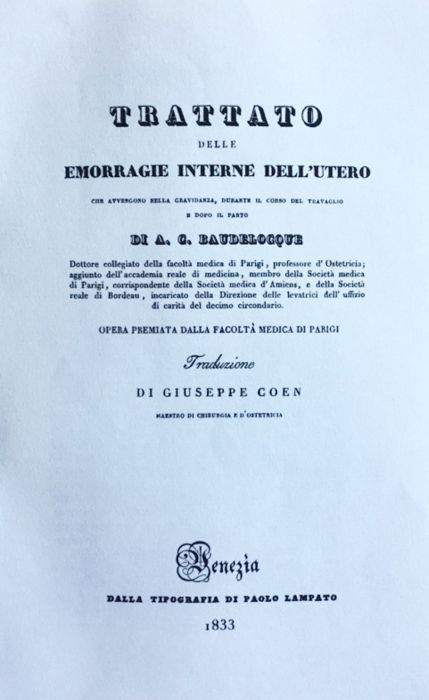 TRATTATO
DELLE
EMORRAGIE INTERNE DELL'UTERO
CHE AVVENGONO NELLA GRAVIDANZA, DURANTE IL CORSO DEL TRAVAGLIO
E DOPO IL PARTO
DI A. C. BAUDELOCQUE
Dottore collegiato della facoltà medica di Parigi, professore d' Ostetricia;
aggiunto dell' accademia reale di medicina, membro della Società medica
di Parigi, corrispondente della Società medica d' Amiens, e della Società
reale di Bordeau, incaricato della Direzione delle levatrici dell' uffizio
di carità del decimo circondario.
OPERA PREMIATA DALLA FACOLTÀ MEDICA DI PARIGI
Traduzione
DI GIUSEPPE COEN
MAESTRO DI CHIRURGIA E D'OSTETRICIA
Venezia
DALLA TIPOGRAFIA DI PAOLO LAMPATO
1833